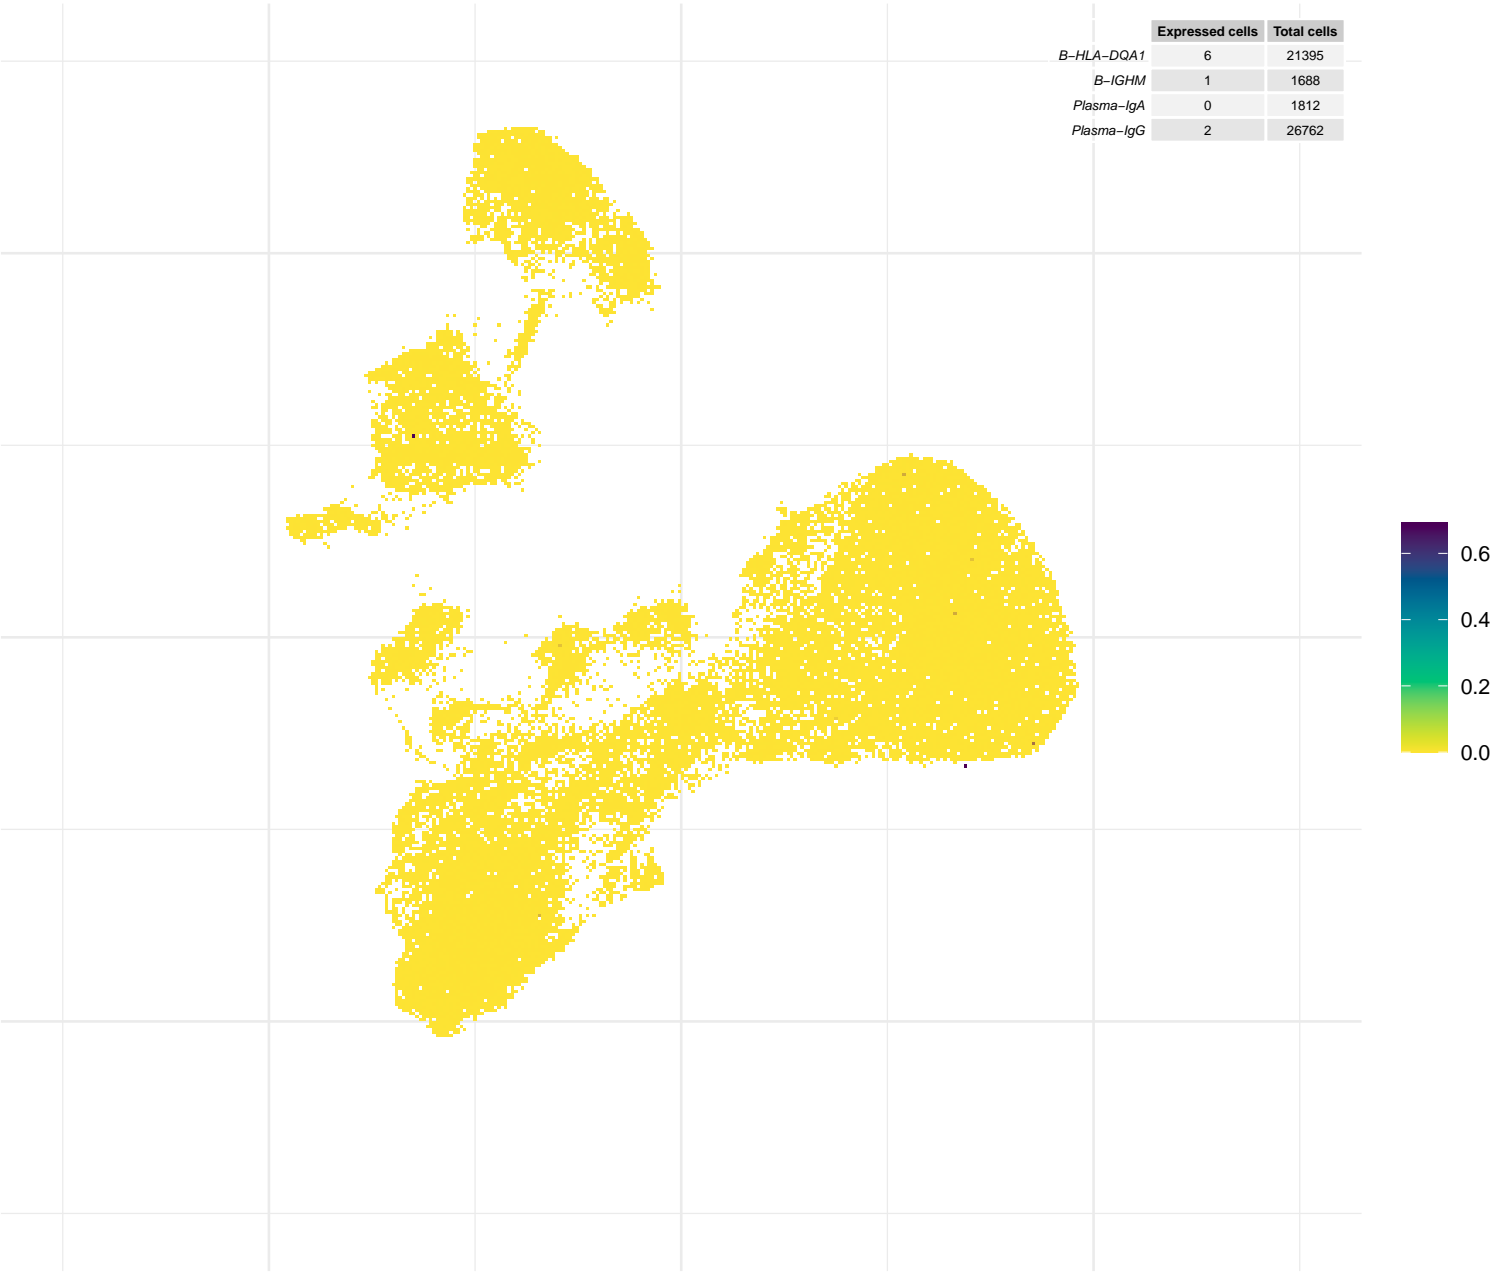 Expressed cells Total cells
B−HLA−DQA1 6 21395
B−IGHM 1 1688
Plasma−IgA 0 1812
Plasma−IgG 2 26762
0.6
0.4
0.2
0.0